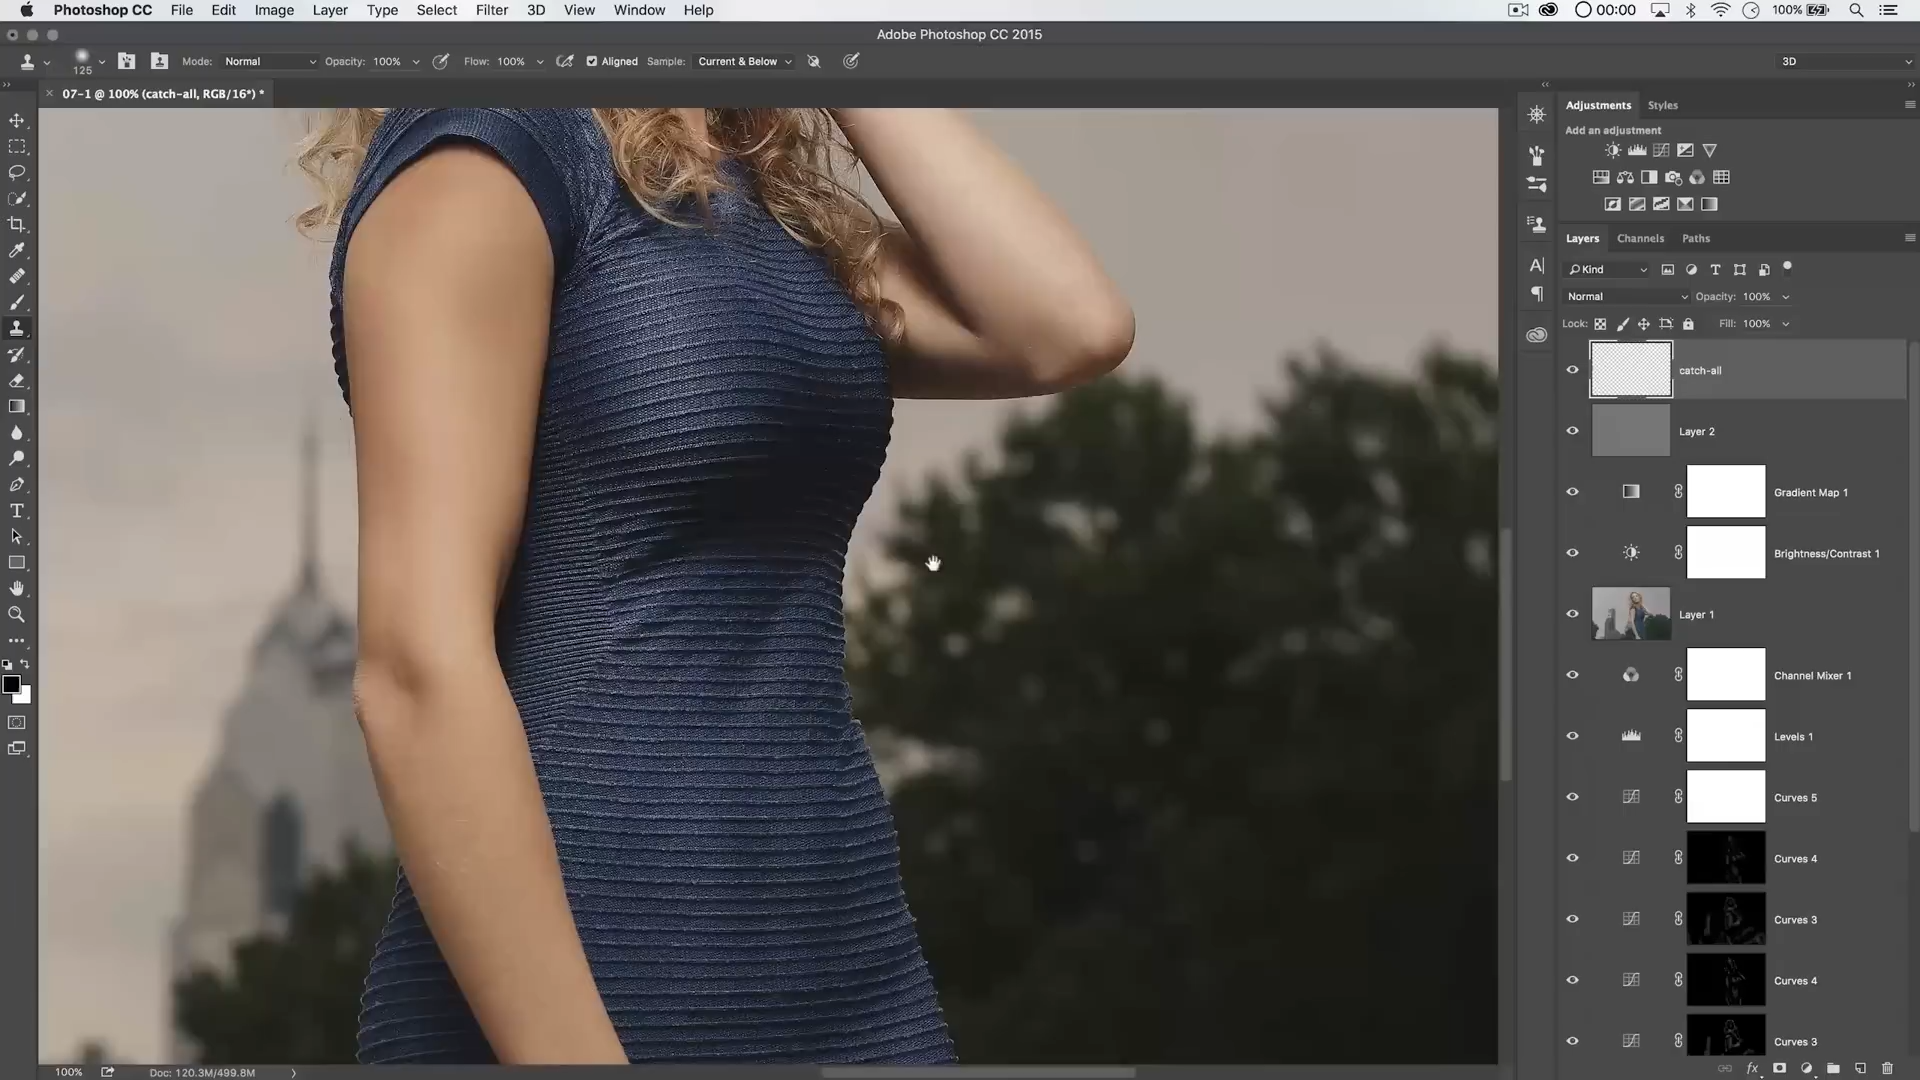 Photoshop CC File Edit Image Layer Type Select Filter 3D View Window Help 00:00 100%
Adobe Photoshop CC 2015
125 Mode: Normal Opacity: 100% Flow: 100% Aligned Sample: Current & Below 3D
07-1 @ 100% (catch-all, RGB/16*) *
Adjustments Styles
Add an adjustment
Layers Channels Paths
Kind
Normal Opacity: 100%
Lock: Fill: 100%
catch-all
Layer 2
Gradient Map 1
Brightness/Contrast 1
Layer 1
Channel Mixer 1
Levels 1
Curves 5
Curves 4
Curves 3
Curves 4
Curves 3
100% Doc: 120.3M/499.8M